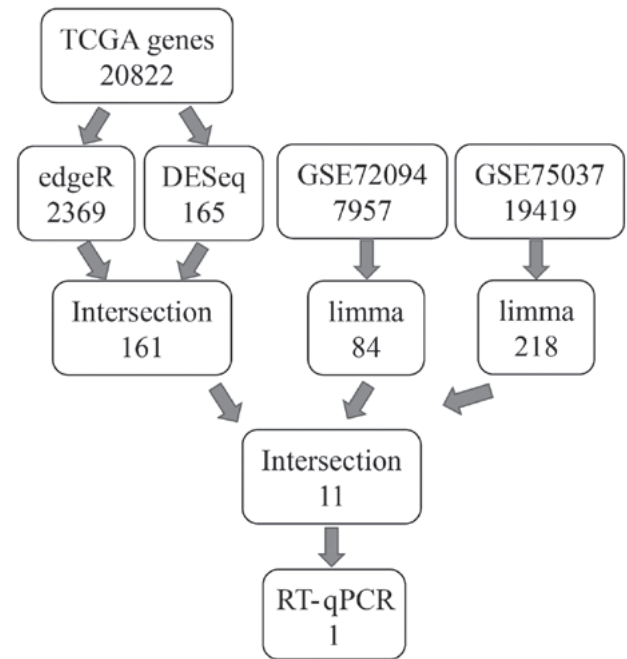 TCGA genes
20822
edgeR
2369
DESeq
165
GSE72094
7957
GSE75037
19419
Intersection
161
limma
84
limma
218
Intersection
11
RT-qPCR
1